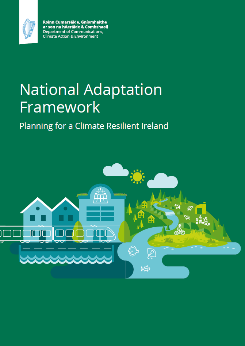 Roinn Cumarsáide, Gníomhaithe
ar son na hAeráide & Comhshaoil
Department of Communications,
Climate Action & Environment
National Adaptation
Framework
Planning for a Climate Resilient Ireland